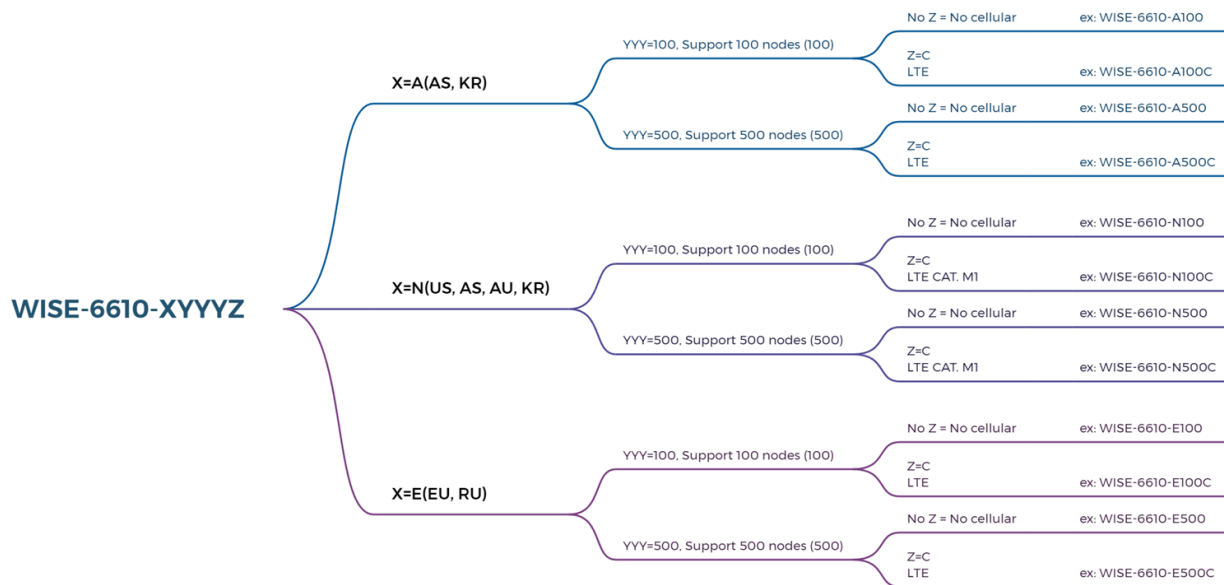 WISE-6610-XYYYZ
X=A(AS, KR)
YYY=100, Support 100 nodes (100)
No Z = No cellular ex: WISE-6610-A100
Z=C
LTE ex: WISE-6610-A100C
YYY=500, Support 500 nodes (500)
No Z = No cellular ex: WISE-6610-A500
Z=C
LTE ex: WISE-6610-A500C
X=N(US, AS, AU, KR)
YYY=100, Support 100 nodes (100)
No Z = No cellular ex: WISE-6610-N100
Z=C
LTE CAT. M1 ex: WISE-6610-N100C
YYY=500, Support 500 nodes (500)
No Z = No cellular ex: WISE-6610-N500
Z=C
LTE CAT. M1 ex: WISE-6610-N500C
X=E(EU, RU)
YYY=100, Support 100 nodes (100)
No Z = No cellular ex: WISE-6610-E100
Z=C
LTE ex: WISE-6610-E100C
YYY=500, Support 500 nodes (500)
No Z = No cellular ex: WISE-6610-E500
Z=C
LTE ex: WISE-6610-E500C